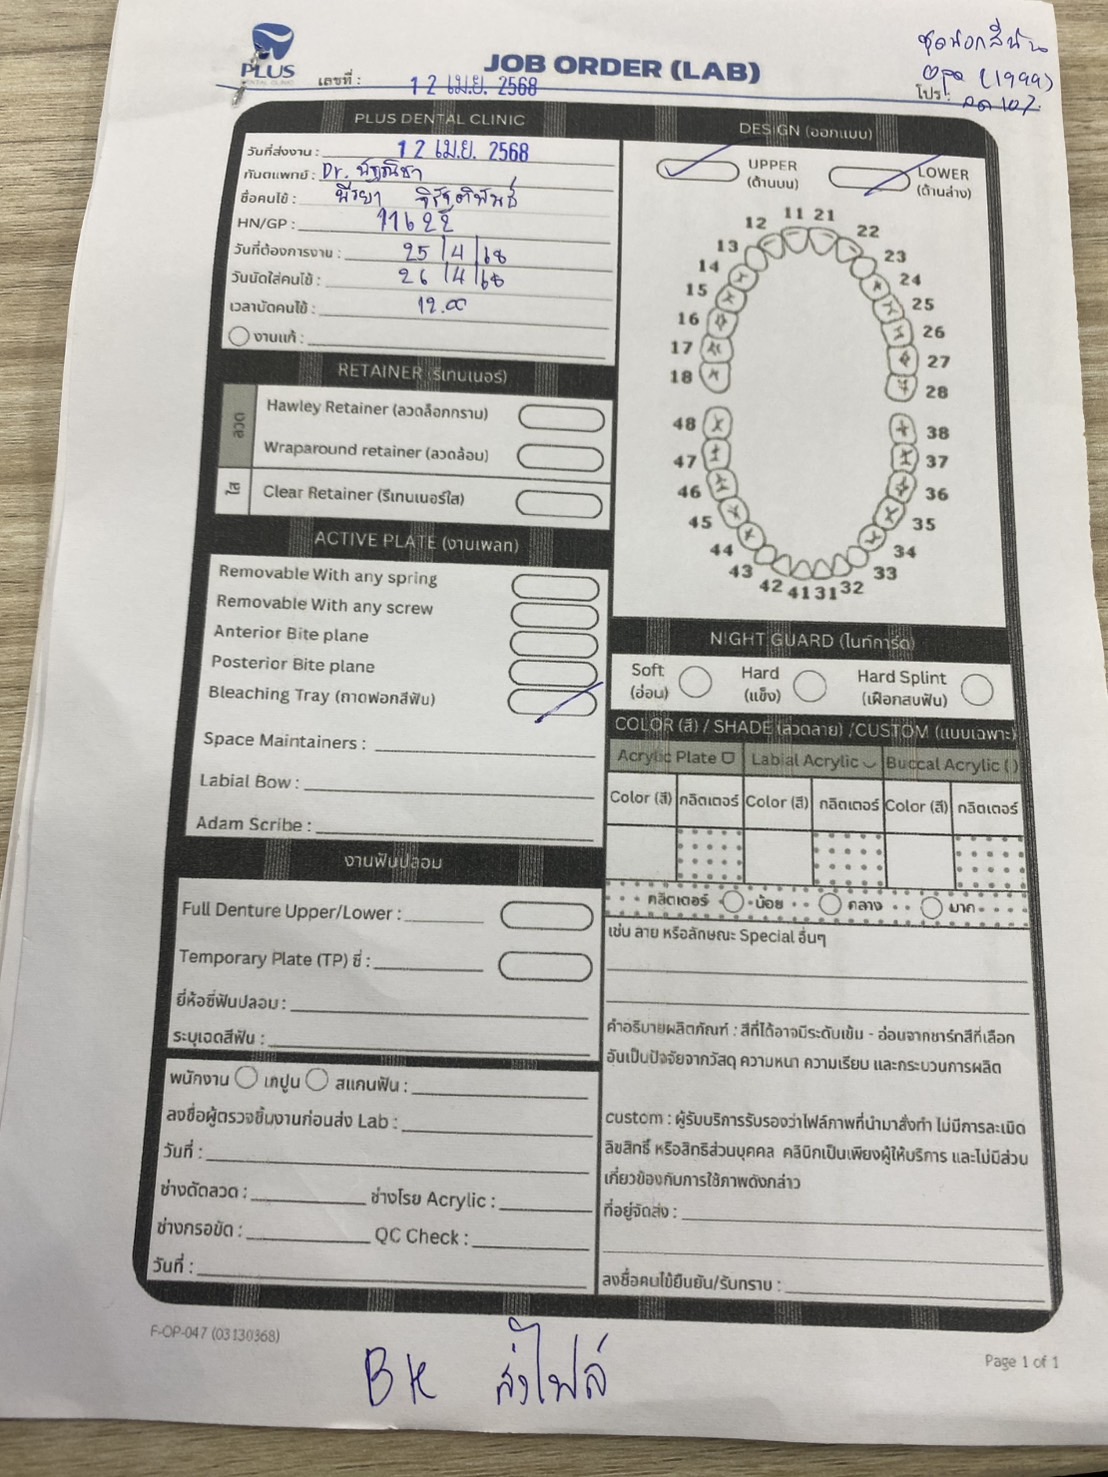 PLUS
DENTAL CLINIC
JOB ORDER (LAB)
ชุดฟอกสีฟัน
(1999)
เลขที่ : 12 เม.ย. 2568
โปร : ลด 10%
PLUS DENTAL CLINIC
วันที่ส่งงาน : 12 เม.ย. 2568
ทันตแพทย์ : Dr. ณัฐณิชา
ชื่อคนไข้ :
HN/GP : 11622
วันที่ต้องการงาน : 25/4/68
วันนัดใส่คนไข้ : 26/4/68
เวลานัดคนไข้ : 12.00
งานแก้ :
RETAINER (รีเทนเนอร์)
ลวด
Hawley Retainer (ลวดล็อกกราม)
Wraparound retainer (ลวดล้อม)
ใส
Clear Retainer (รีเทนเนอร์ใส)
ACTIVE PLATE (งานเพลท)
Removable With any spring
Removable With any screw
Anterior Bite plane
Posterior Bite plane
Bleaching Tray (ถาดฟอกสีฟัน)
Space Maintainers :
Labial Bow :
Adam Scribe :
งานฟันปลอม
Full Denture Upper/Lower :
Temporary Plate (TP) ซี่ :
ยี่ห้อซี่ฟันปลอม :
ระบุเฉดสีฟัน :
พนักงาน เทปูน สแกนฟัน :
ลงชื่อผู้ตรวจชิ้นงานก่อนส่ง Lab :
วันที่ :
ช่างดัดลวด : ช่างโรย Acrylic :
ช่างกรอขัด : QC Check :
วันที่ :
DESIGN (ออกแบบ)
UPPER LOWER
(ด้านบน) (ด้านล่าง)
11 21
12 22
13 23
14 24
15 25
16 26
17 27
18 28
48 38
47 37
46 36
45 35
44 34
43 33
42 41 31 32
NIGHT GUARD (ไนท์การ์ด)
Soft Hard Hard Splint
(อ่อน) (แข็ง) (เฝือกสบฟัน)
COLOR (สี) / SHADE (ลวดลาย) /CUSTOM (แบบเฉพาะ)
Acrylic Plate Labial Acrylic Buccal Acrylic ( )
Color (สี) กลิตเตอร์ Color (สี) กลิตเตอร์ Color (สี) กลิตเตอร์
กลิตเตอร์ น้อย กลาง มาก
เช่น ลาย หรือลักษณะ Special อื่นๆ
คำอธิบายผลิตภัณฑ์ : สีที่ได้อาจมีระดับเข้ม - อ่อนจากชาร์ทสีที่เลือก
อันเป็นปัจจัยจากวัสดุ ความหนา ความเรียบ และกระบวนการผลิต
custom : ผู้รับบริการรับรองว่าไฟล์ภาพที่นำมาสั่งทำ ไม่มีการละเมิด
ลิขสิทธิ์ หรือสิทธิส่วนบุคคล คลินิกเป็นเพียงผู้ให้บริการ และไม่มีส่วน
เกี่ยวข้องกับการใช้ภาพดังกล่าว
ที่อยู่จัดส่ง :
ลงชื่อคนไข้ยืนยัน/รับทราบ :
F-OP-047 (03130368)
Page 1 of 1
BK ส่งไฟล์